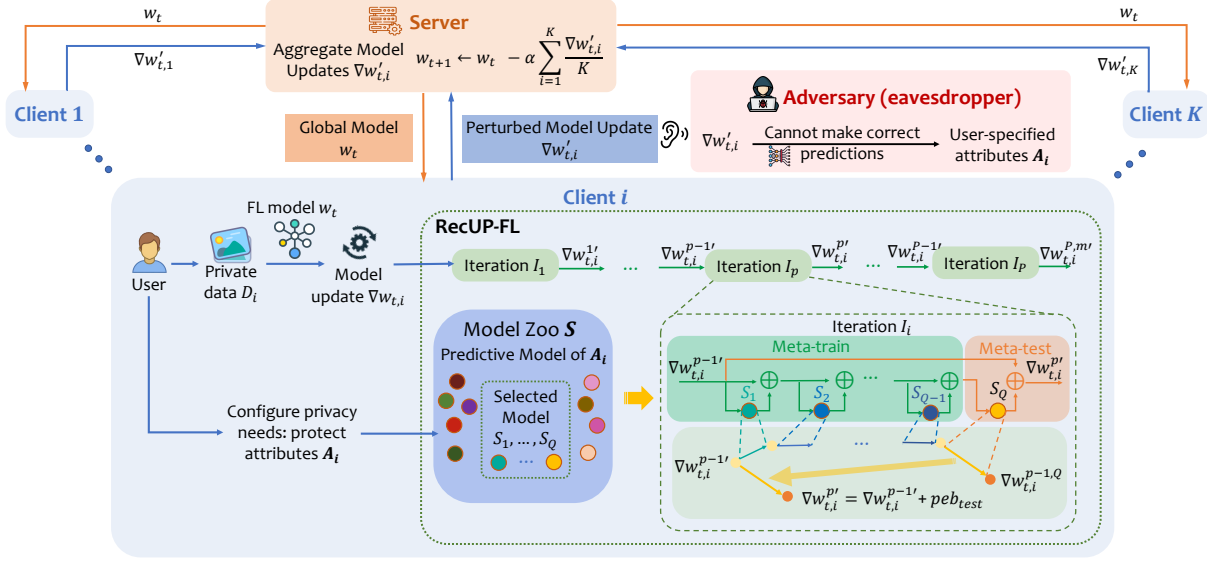 w_t
w_t
Server
Aggregate Model
Updates ∇w′_{t,i}
w_{t+1} ← w_t − α ∑_{i=1}^{K} ∇w′_{t,i} / K
∇w′_{t,1}
∇w′_{t,K}
Client 1
Client K
Adversary (eavesdropper)
∇w′_{t,i}
Cannot make correct
predictions
User-specified
attributes A_i
Global Model
w_t
Perturbed Model Update
∇w′_{t,i}
Client i
FL model w_t
User
Private
data D_i
Model
update ∇w_{t,i}
RecUP-FL
Iteration I_1
∇w^{1′}_{t,i}
...
∇w^{p−1′}_{t,i}
Iteration I_p
∇w^{p′}_{t,i}
...
∇w^{P−1′}_{t,i}
Iteration I_P
∇w^{P,m′}_{t,i}
Configure privacy
needs: protect
attributes A_i
Model Zoo S
Predictive Model of A_i
Selected
Model
S_1, ..., S_Q
...
Iteration I_i
Meta-train
Meta-test
∇w^{p−1′}_{t,i}
...
∇w^{p′}_{t,i}
S_1
S_2
S_{Q−1}
S_Q
...
∇w^{p−1′}_{t,i}
∇w^{p−1,Q}_{t,i}
∇w^{p′}_{t,i} = ∇w^{p−1′}_{t,i} + peb_{test}